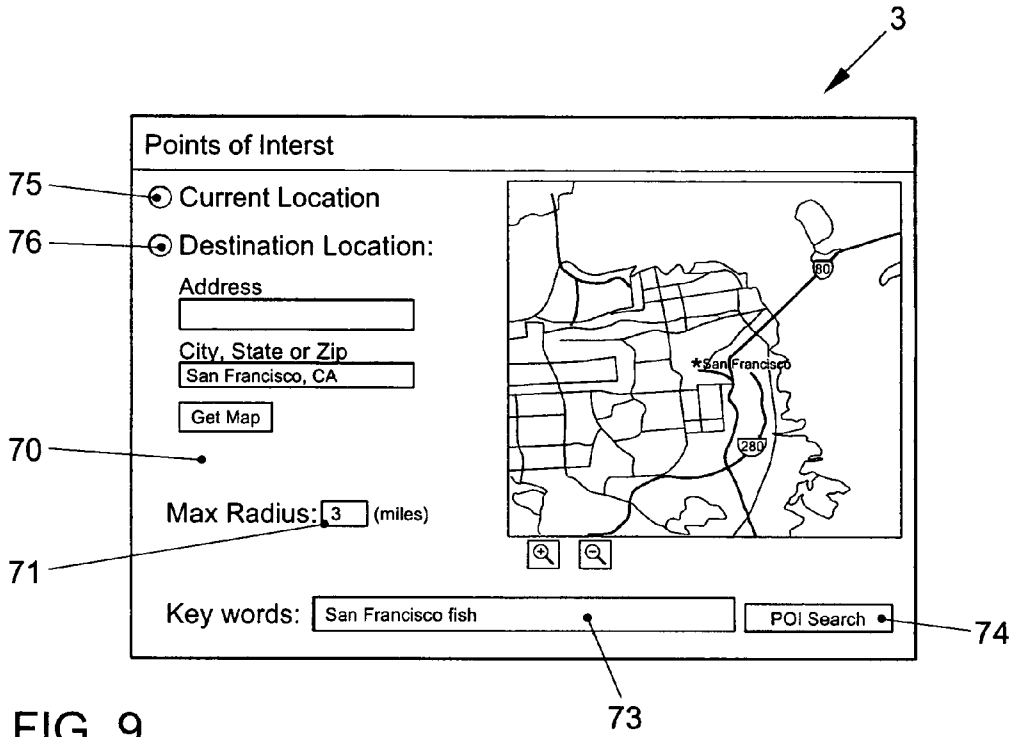 3
Points of Interst
75
Current Location
76
Destination Location:
Address
City, State or Zip
San Francisco, CA
Get Map
70
Max Radius: 3 (miles)
71
80
*San Francisco
280
Key words: San Francisco fish POI Search
74
73
FIG. 9